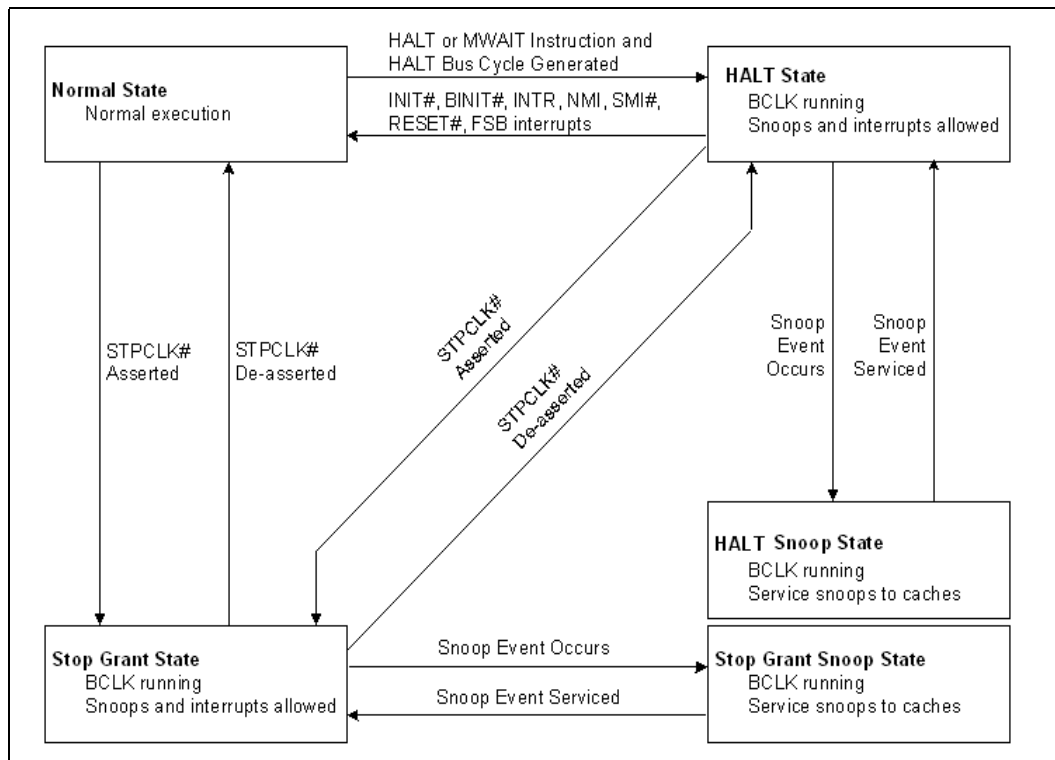 HALT or MWAIT Instruction and
HALT Bus Cycle Generated
Normal State
Normal execution
INIT#, BINIT#, INTR, NMI, SMI#,
RESET#, FSB interrupts
HALT State
BCLK running
Snoops and interrupts allowed
STPCLK#
Asserted
STPCLK#
De-asserted
STPCLK#
Asserted
STPCLK#
De-asserted
Snoop
Event
Occurs
Snoop
Event
Serviced
HALT Snoop State
BCLK running
Service snoops to caches
Stop Grant State
BCLK running
Snoops and interrupts allowed
Snoop Event Occurs
Snoop Event Serviced
Stop Grant Snoop State
BCLK running
Service snoops to caches